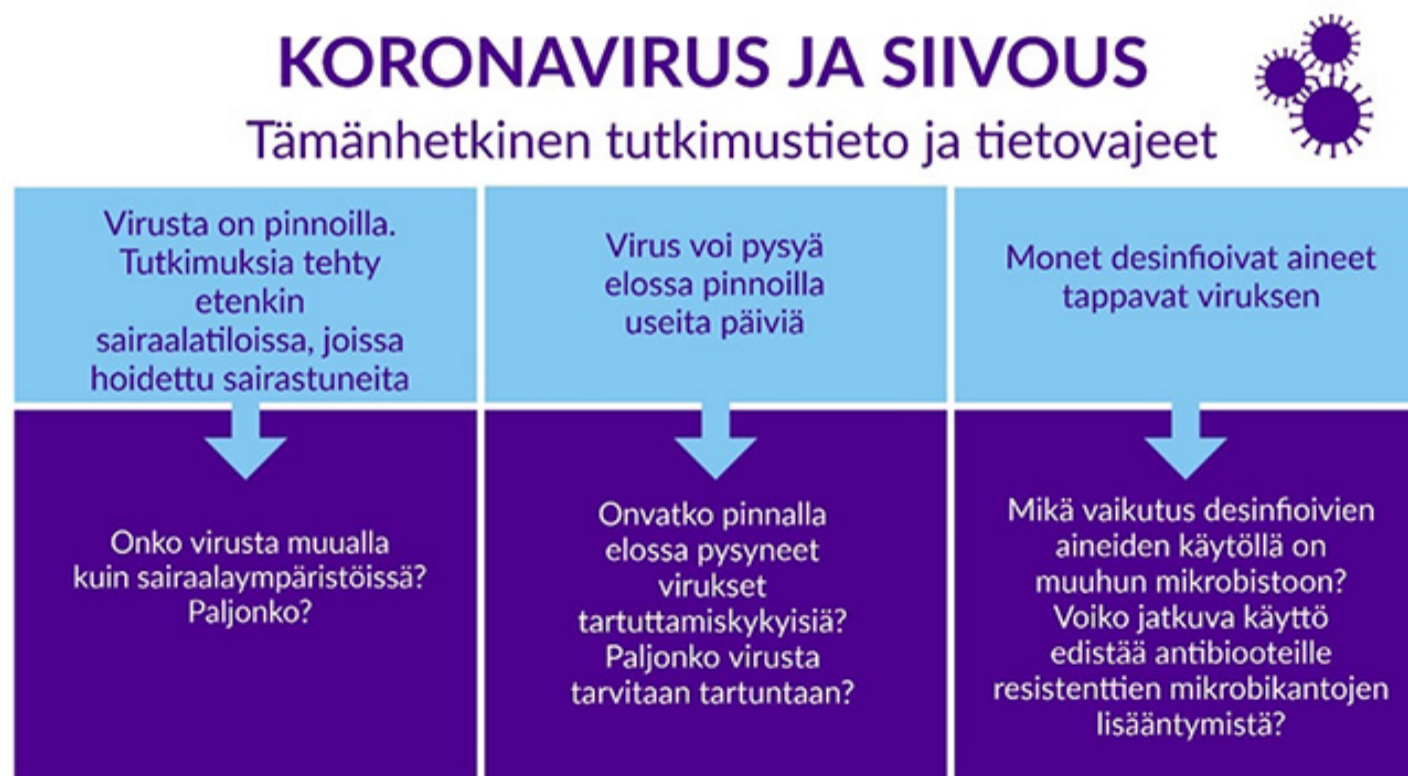 KORONAVIRUS JA SIIVOUS
Tämänhetkinen tutkimustieto ja tietovajeet
Virusta on pinnoilla.
Tutkimuksia tehty
etenkin
sairaalatiloissa, joissa
hoidettu sairastuneita
Virus voi pysyä
elossa pinnoilla
useita päiviä
Monet desinfioivat aineet
tappavat viruksen
Onko virusta muualla
kuin sairaalaympäristöissä?
Paljonko?
Onvatko pinnalla
elossa pysyneet
virukset
tartuttamiskykyisiä?
Paljonko virusta
tarvitaan tartuntaan?
Mikä vaikutus desinfioivien
aineiden käytöllä on
muuhun mikrobistoon?
Voiko jatkuva käyttö
edistää antibiooteille
resistenttien mikrobikantojen
lisääntymistä?